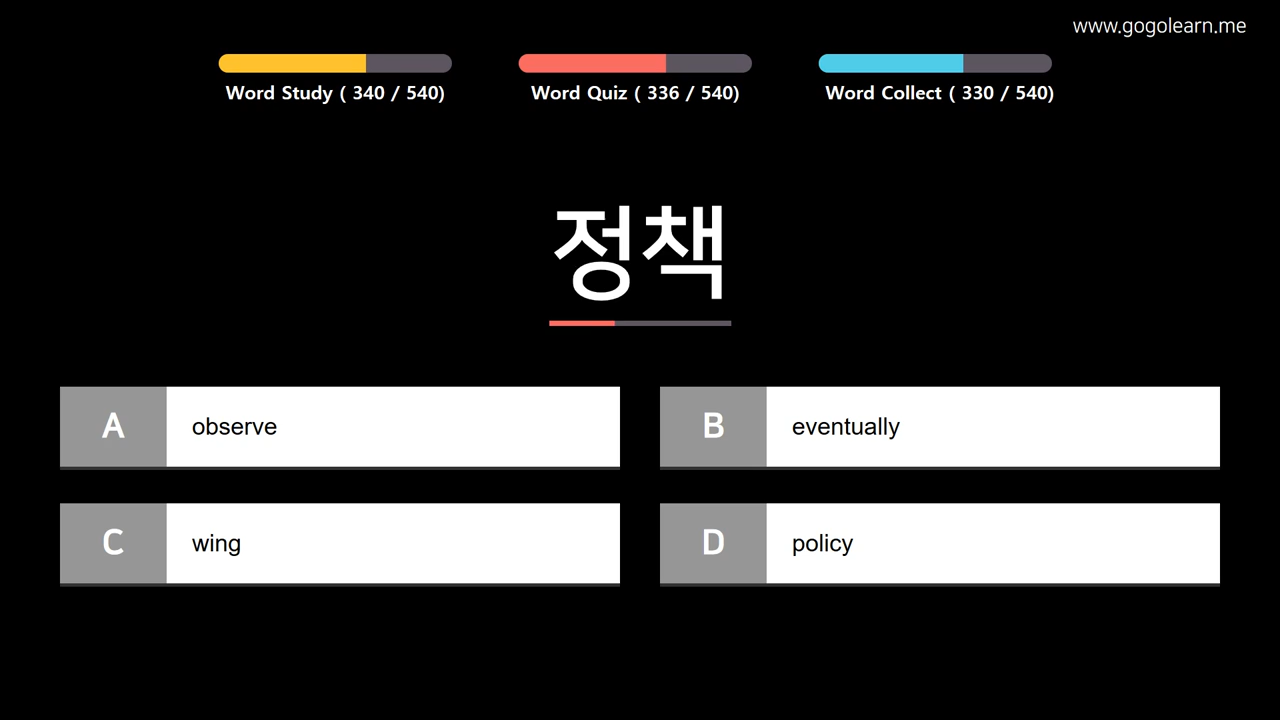 www.gogolearn.me
Word Study ( 340 / 540)
Word Quiz ( 336 / 540)
Word Collect ( 330 / 540)
정책
A observe
B eventually
C wing
D policy